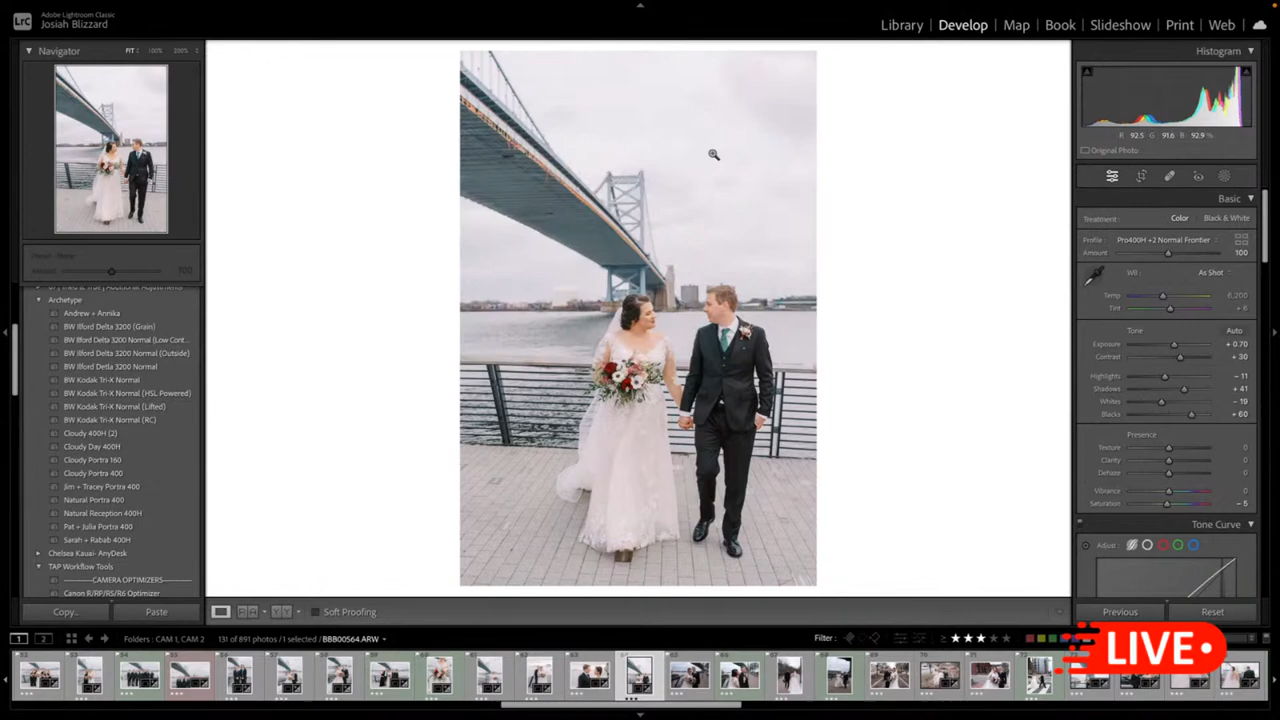 Adobe Lightroom Classic
Josiah Blizzard
LrC
Library | Develop | Map | Book | Slideshow | Print | Web
Navigator
FIT
100%
200%
Preset: None
Amount
100
Archetype
Andrew + Annika
BW Ilford Delta 3200 (Grain)
BW Ilford Delta 3200 Normal (Low Cont...
BW Ilford Delta 3200 Normal (Outside)
BW Ilford Delta 3200 Normal
BW Kodak Tri-X Normal
BW Kodak Tri-X Normal (HSL Powered)
BW Kodak Tri-X Normal (Lifted)
BW Kodak Tri-X Normal (RC)
Cloudy 400H (2)
Cloudy Day 400H
Cloudy Portra 160
Cloudy Portra 400
Jim + Tracey Portra 400
Natural Portra 400
Natural Reception 400H
Pat + Julia Portra 400
Sarah + Rabab 400H
Chelsea Kauai- AnyDesk
TAP Workflow Tools
CAMERA OPTIMIZERS
Canon R/RP/R5/R6 Optimizer
Copy...
Paste
Soft Proofing
Histogram
R 92.5 G 91.6 B 92.9 %
Original Photo
Basic
Treatment: Color Black & White
Profile: Pro400H +2 Normal Frontier
Amount 100
WB: As Shot
Temp 6,200
Tint + 6
Tone Auto
Exposure + 0.70
Contrast + 30
Highlights - 11
Shadows + 41
Whites - 19
Blacks + 60
Presence
Texture 0
Clarity 0
Dehaze 0
Vibrance 0
Saturation - 5
Tone Curve
Adjust:
Previous
Reset
1 2
Folders : CAM 1, CAM 2
131 of 891 photos / 1 selected / BBB00564.ARW
Filter :
LIVE